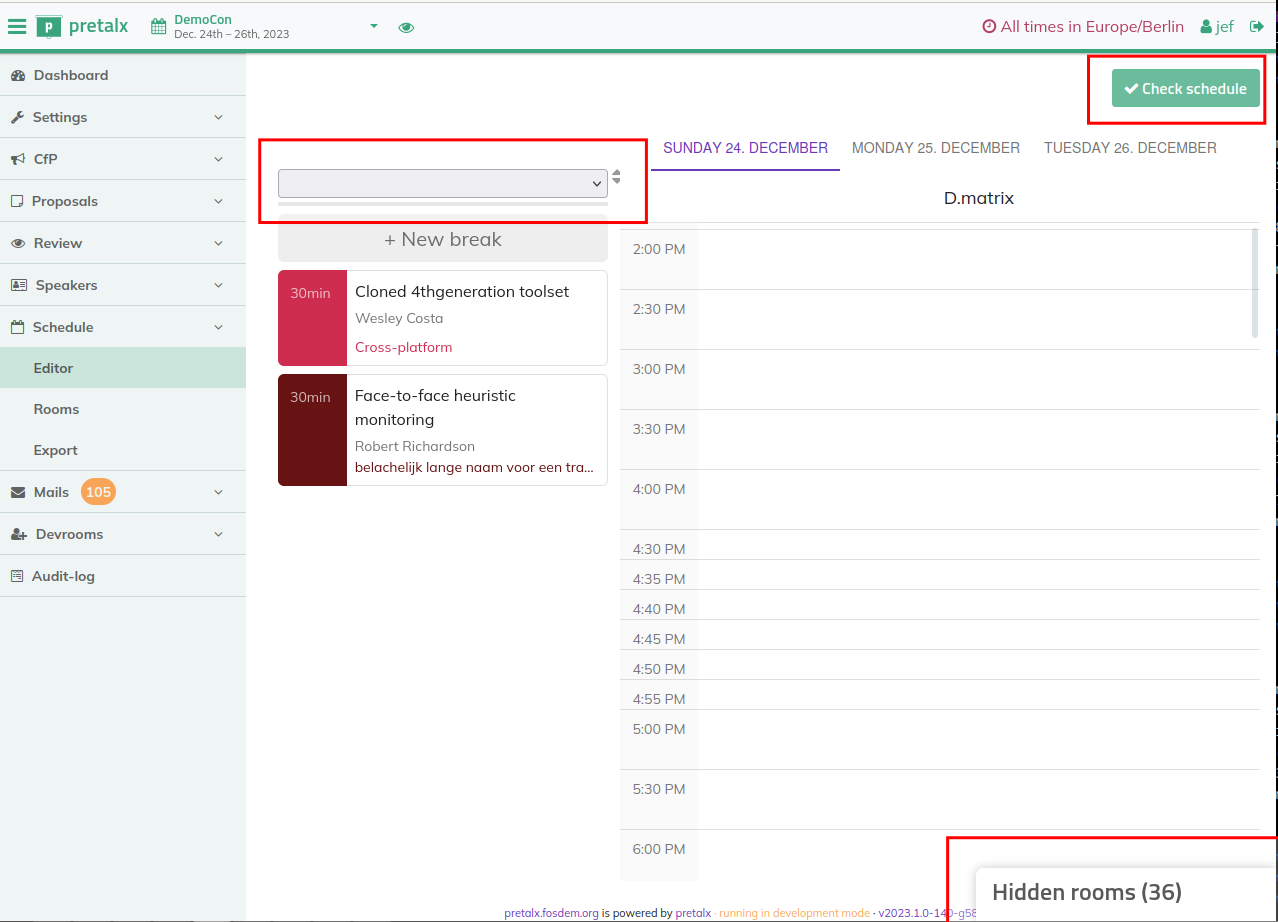 pretalx
DemoCon
Dec. 24th – 26th, 2023
All times in Europe/Berlin
jef
Dashboard
Settings
CfP
Proposals
Review
Speakers
Schedule
Editor
Rooms
Export
Mails 105
Devrooms
Audit-log
Check schedule
SUNDAY 24. DECEMBER
MONDAY 25. DECEMBER
TUESDAY 26. DECEMBER
+ New break
30min
Cloned 4thgeneration toolset
Wesley Costa
Cross-platform
30min
Face-to-face heuristic
monitoring
Robert Richardson
belachelijk lange naam voor een tra...
D.matrix
2:00 PM
2:30 PM
3:00 PM
3:30 PM
4:00 PM
4:30 PM
4:35 PM
4:40 PM
4:45 PM
4:50 PM
4:55 PM
5:00 PM
5:30 PM
6:00 PM
Hidden rooms (36)
pretalx.fosdem.org is powered by pretalx · running in development mode · v2023.1.0-140-g58